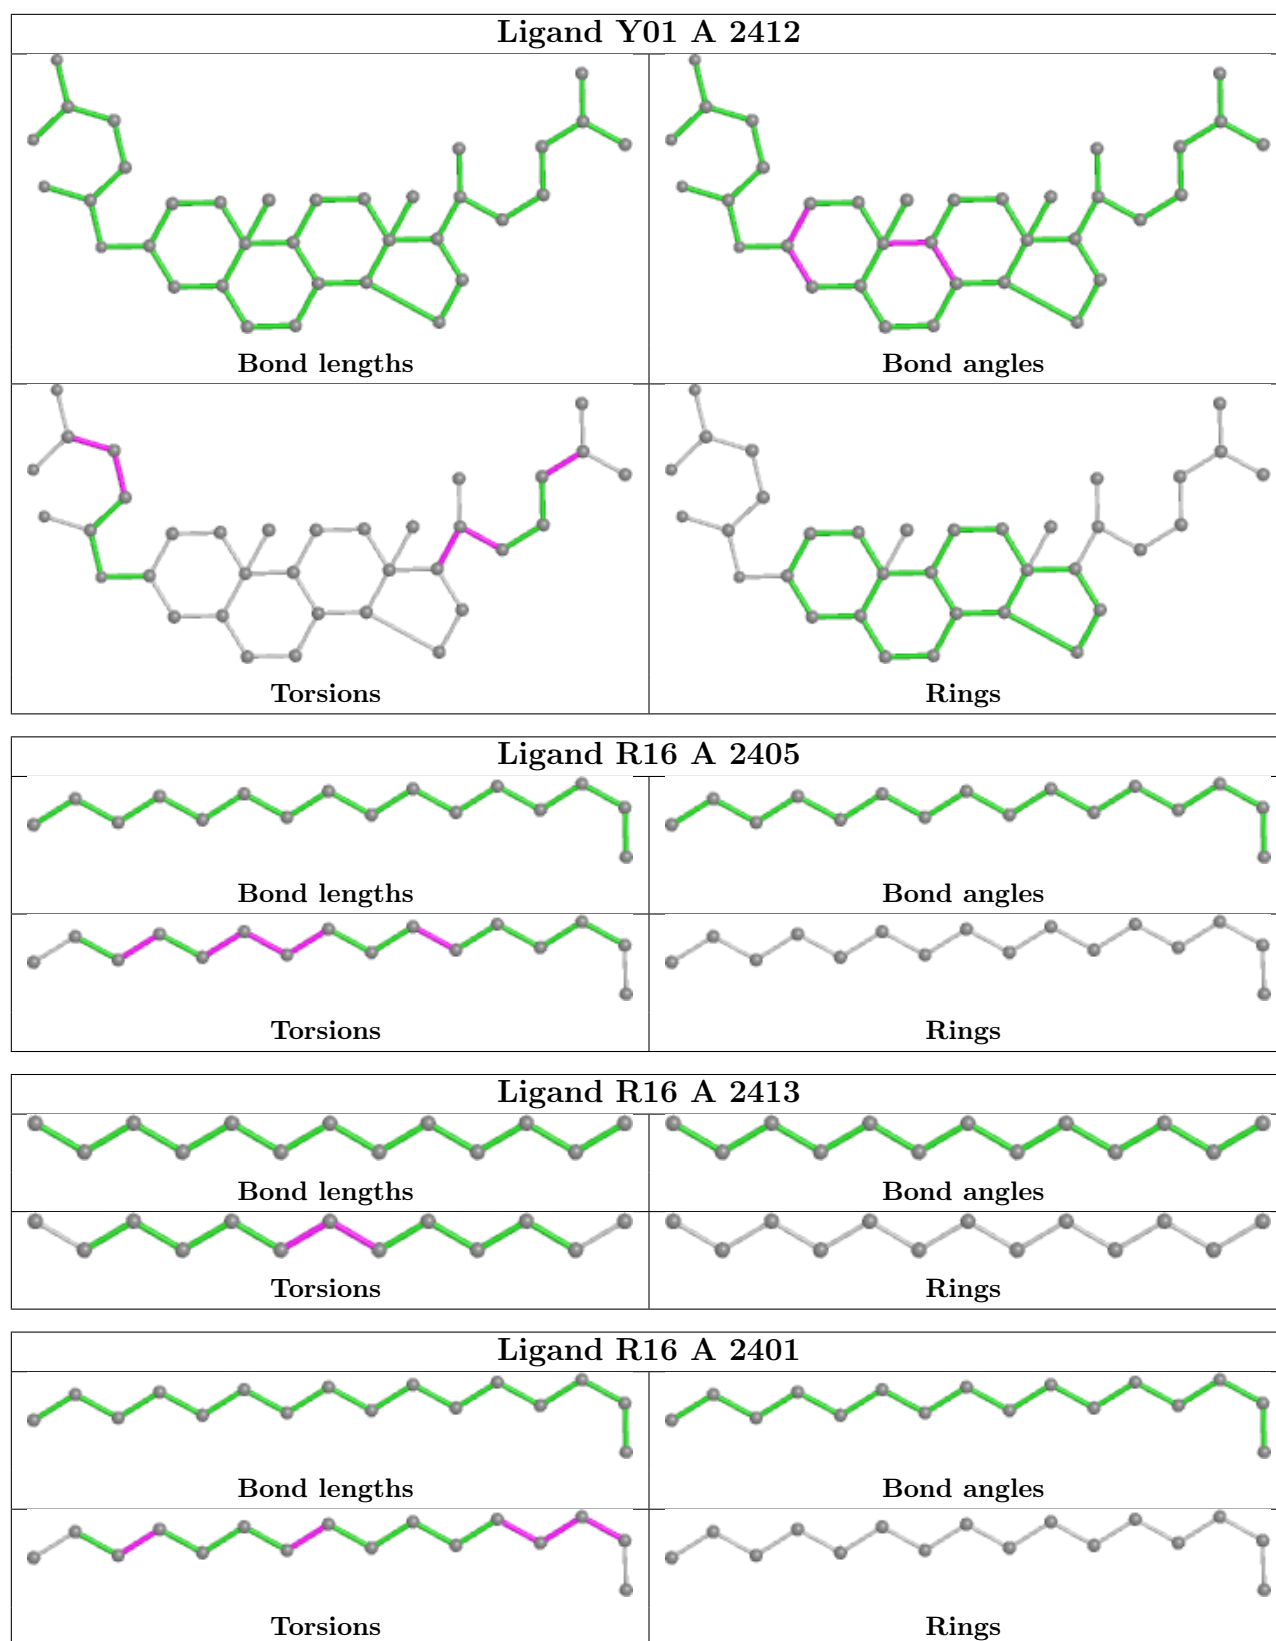 Ligand Y01 A 2412
Bond lengths
Bond angles
Torsions
Rings
Ligand R16 A 2405
Bond lengths
Bond angles
Torsions
Rings
Ligand R16 A 2413
Bond lengths
Bond angles
Torsions
Rings
Ligand R16 A 2401
Bond lengths
Bond angles
Torsions
Rings